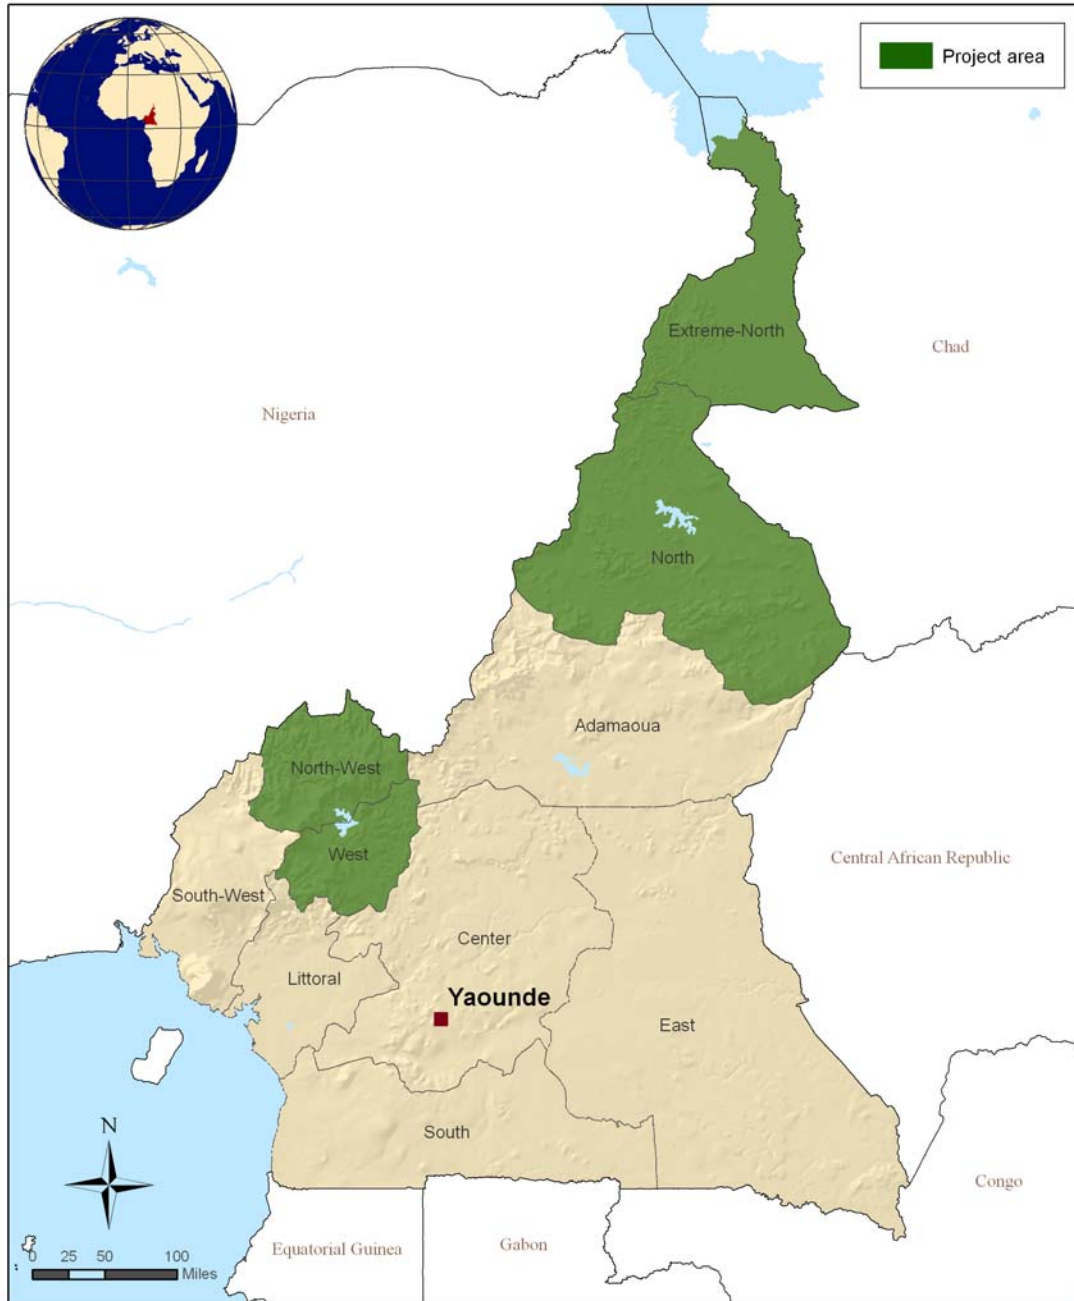 Project area
Extreme-North
Chad
Nigeria
North
Adamaoua
North-West
West
Central African Republic
South-West
Center
Littoral
Yaounde
East
South
N
Congo
Equatorial Guinea
Gabon
0 25 50 100
Miles